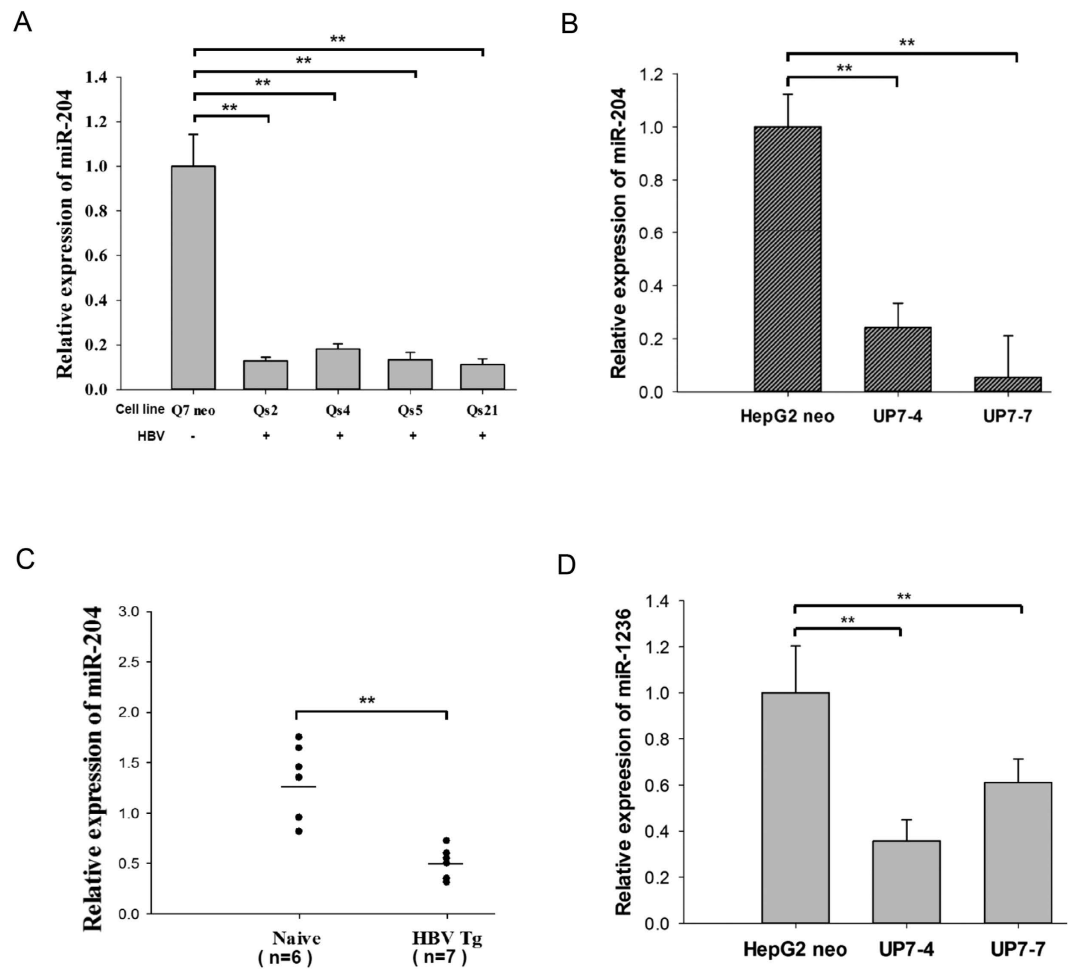 A
**
**
**
**
Relative expression of miR-204
1.4
1.2
1.0
0.8
0.6
0.4
0.2
0.0
Cell line Q7 neo Qs2 Qs4 Qs5 Qs21
HBV - + + + +
B
**
**
Relative expression of miR-204
1.2
1.0
0.8
0.6
0.4
0.2
0.0
HepG2 neo UP7-4 UP7-7
C
Relative expression of miR-204
3.0
2.5
2.0
1.5
1.0
0.5
0.0
**
Naive HBV Tg
( n=6 ) ( n=7 )
D
Relative expreesion of miR-1236
1.4
1.2
1.0
0.8
0.6
0.4
0.2
0.0
**
**
HepG2 neo UP7-4 UP7-7